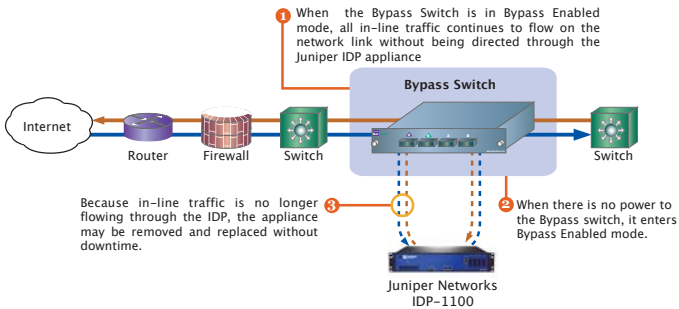 1 When the Bypass Switch is in Bypass Enabled
mode, all in-line traffic continues to flow on the
network link without being directed through the
Juniper IDP appliance
Bypass Switch
Internet
Router
Firewall
Switch
Switch
Because in-line traffic is no longer
flowing through the IDP, the appliance
may be removed and replaced without
downtime.
3
2 When there is no power to
the Bypass switch, it enters
Bypass Enabled mode.
Juniper Networks
IDP-1100